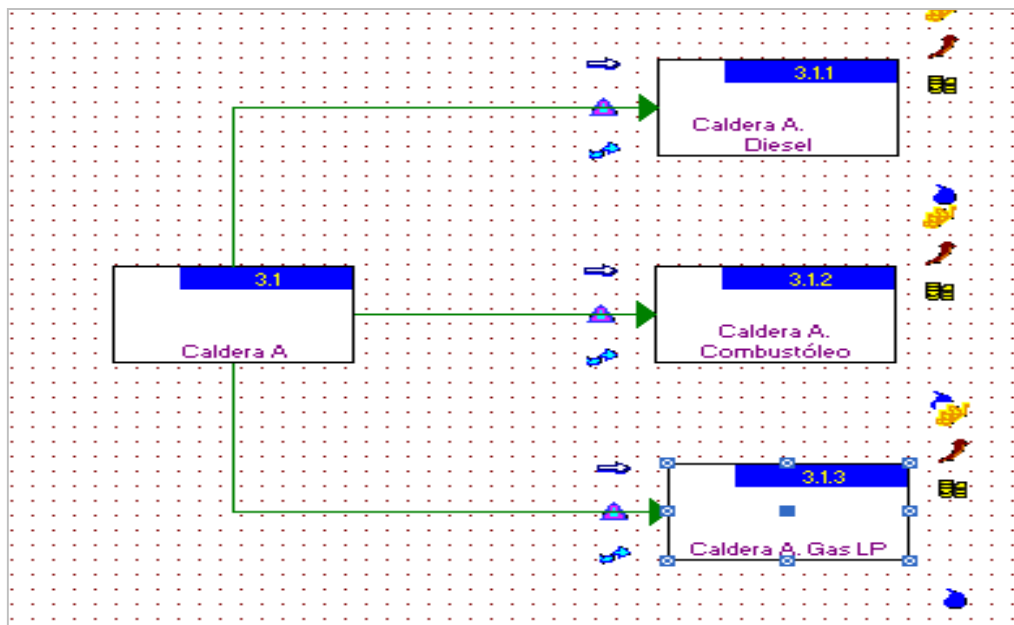 3.1.1
Caldera A.
Diesel
3.1
Caldera A
3.1.2
Caldera A.
Combustóleo
3.1.3
Caldera A. Gas LP